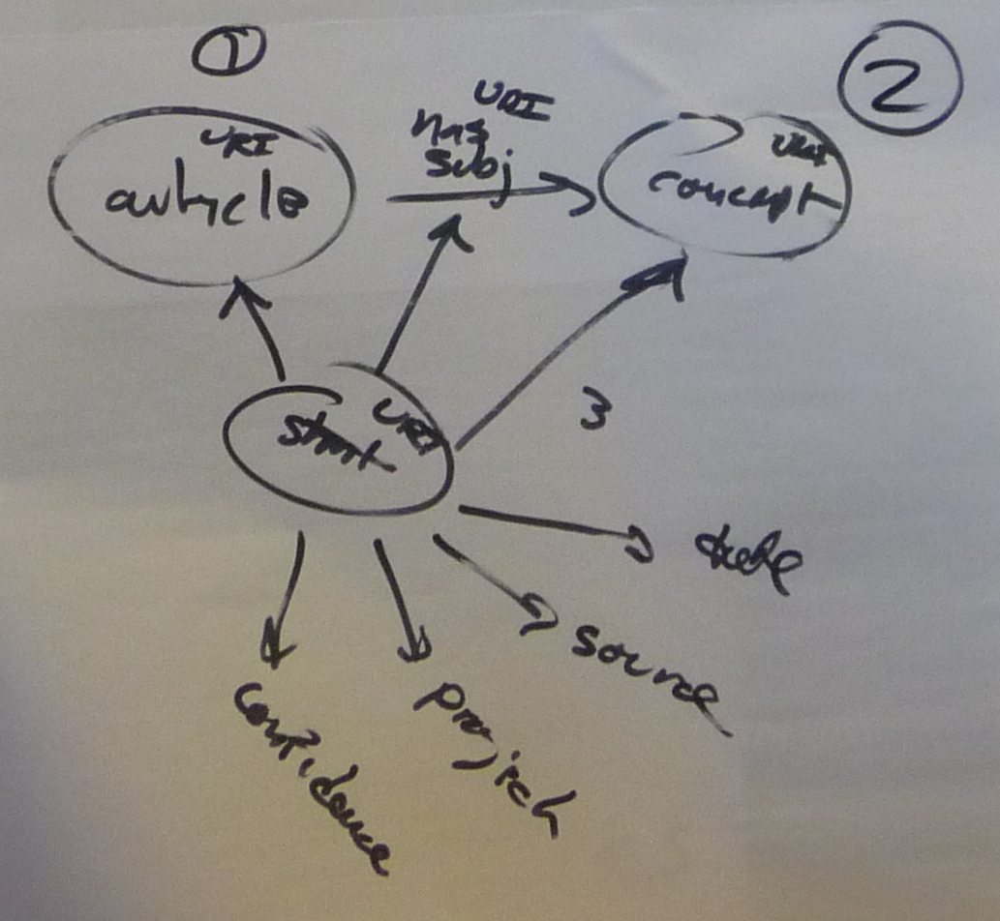 1
2
URI
article
URI
has
subj
URI
concept
URI
stmt
3
date
source
project
confidence